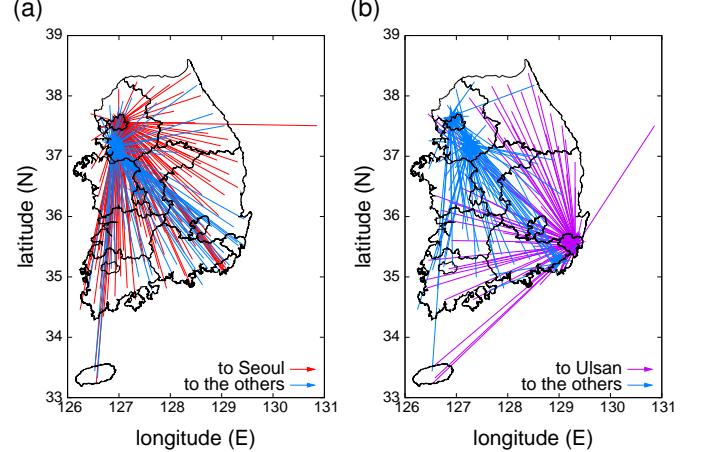 (a)
39
38
37
36
35
34
33
latitude (N)
to Seoul
to the others
126 127 128 129 130 131
longitude (E)
(b)
39
38
37
36
35
34
33
latitude (N)
to Ulsan
to the others
126 127 128 129 130 131
longitude (E)